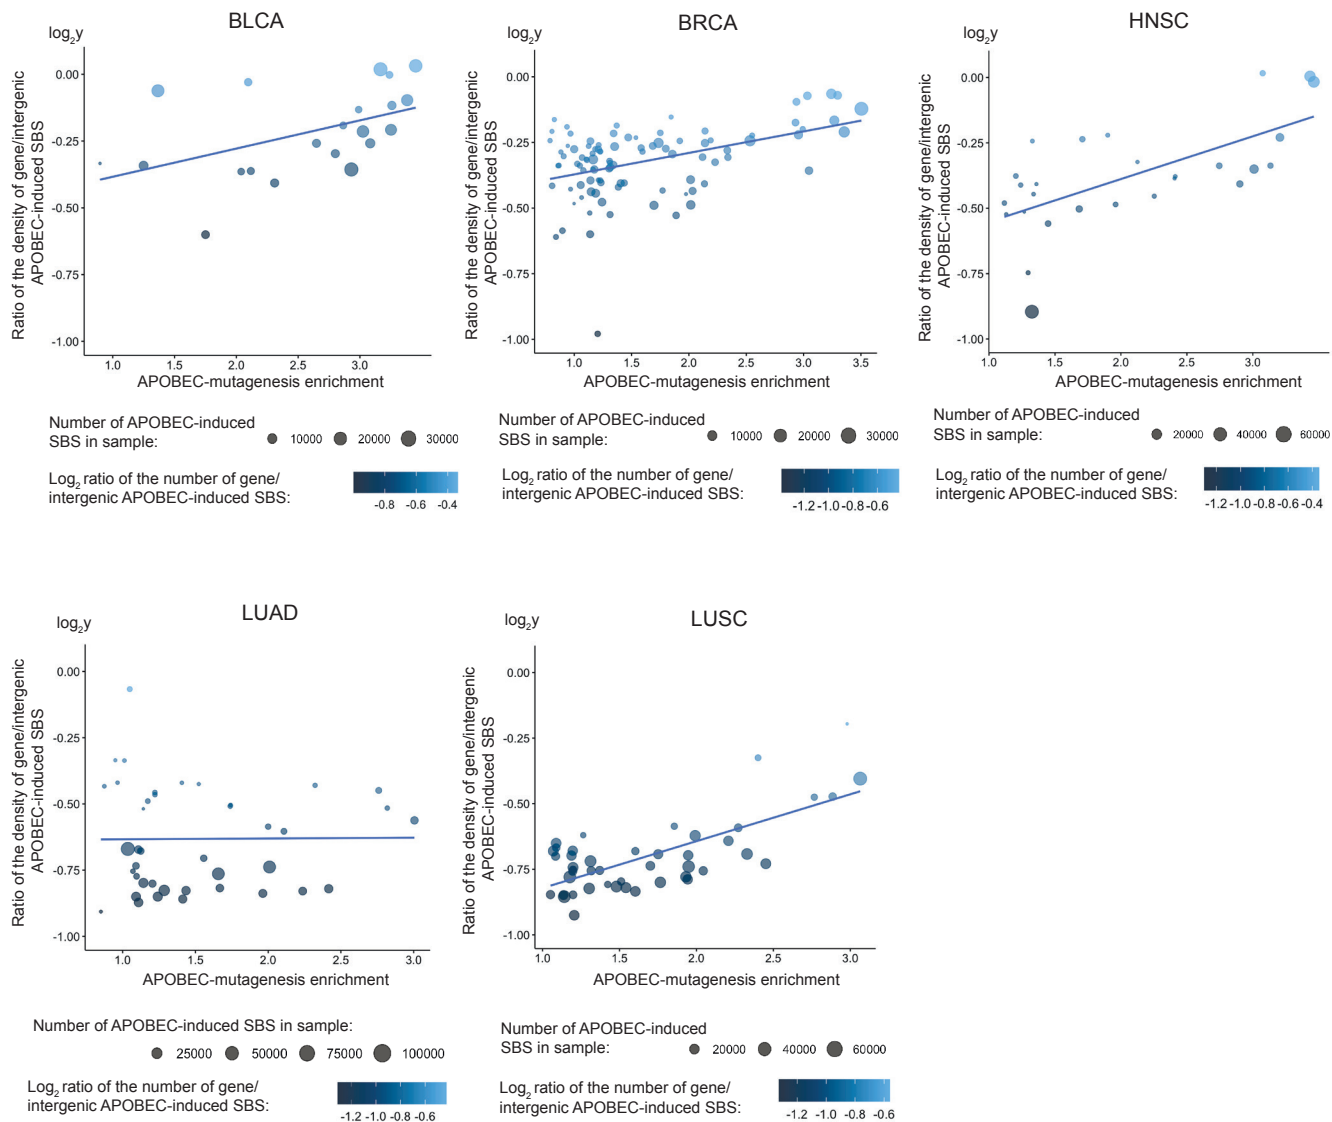 BLCA
log2y
Ratio of the density of gene/intergenic
APOBEC-induced SBS
0.00
-0.25
-0.50
-0.75
-1.00
1.0 1.5 2.0 2.5 3.0
APOBEC-mutagenesis enrichment
Number of APOBEC-induced
SBS in sample:
10000 20000 30000
Log2 ratio of the number of gene/
intergenic APOBEC-induced SBS:
-0.8 -0.6 -0.4
BRCA
log2y
Ratio of the density of gene/intergenic
APOBEC-induced SBS
0.00
-0.25
-0.50
-0.75
-1.00
1.0 1.5 2.0 2.5 3.0 3.5
APOBEC-mutagenesis enrichment
Number of APOBEC-induced
SBS in sample:
10000 20000 30000
Log2 ratio of the number of gene/
intergenic APOBEC-induced SBS:
-1.2 -1.0 -0.8 -0.6
HNSC
log2y
Ratio of the density of gene/intergenic
APOBEC-induced SBS
0.00
-0.25
-0.50
-0.75
-1.00
1.0 1.5 2.0 2.5 3.0
APOBEC-mutagenesis enrichment
Number of APOBEC-induced
SBS in sample:
20000 40000 60000
Log2 ratio of the number of gene/
intergenic APOBEC-induced SBS:
-1.2 -1.0 -0.8 -0.6 -0.4
LUAD
log2y
Ratio of the density of gene/intergenic
APOBEC-induced SBS
0.00
-0.25
-0.50
-0.75
-1.00
1.0 1.5 2.0 2.5 3.0
APOBEC-mutagenesis enrichment
Number of APOBEC-induced SBS in sample:
25000 50000 75000 100000
Log2 ratio of the number of gene/
intergenic APOBEC-induced SBS:
-1.2 -1.0 -0.8 -0.6
LUSC
log2y
Ratio of the density of gene/intergenic
APOBEC-induced SBS
0.00
-0.25
-0.50
-0.75
-1.00
1.0 1.5 2.0 2.5 3.0
APOBEC-mutagenesis enrichment
Number of APOBEC-induced
SBS in sample:
20000 40000 60000
Log2 ratio of the number of gene/
intergenic APOBEC-induced SBS:
-1.2 -1.0 -0.8 -0.6